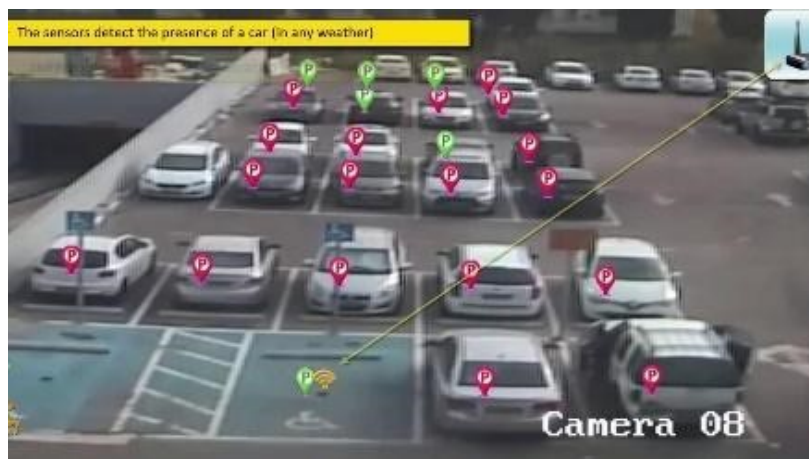 The sensors detect the presence of a car (in any weather)
P P P
P P P P P
P P P
P P P P P
P P P P P
P P P
Camera 08